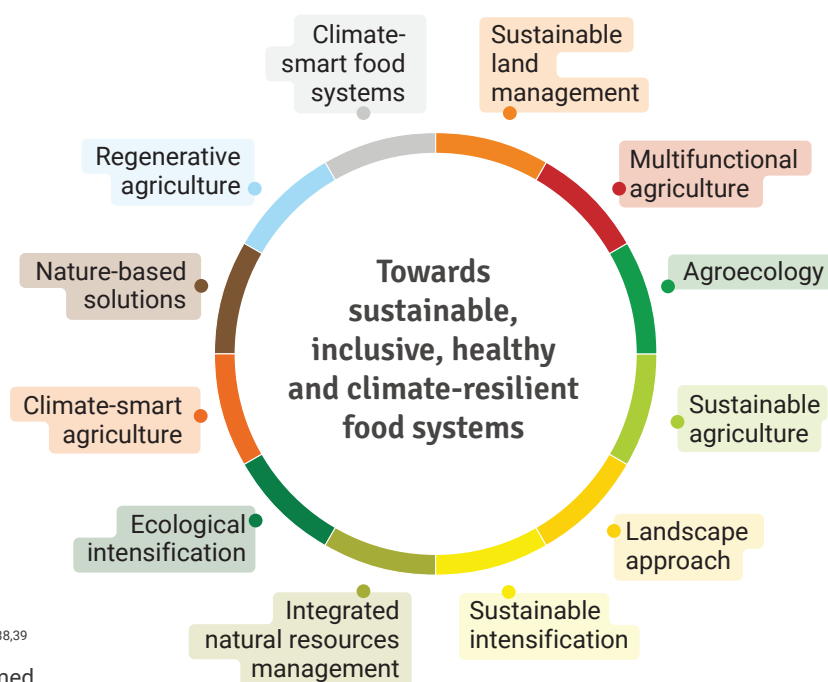 Climate-
smart food
systems
Sustainable
land
management
Regenerative
agriculture
Multifunctional
agriculture
Nature-based
solutions
Towards
sustainable,
inclusive, healthy
and climate-resilient
food systems
Agroecology
Climate-smart
agriculture
Sustainable
agriculture
Ecological
intensification
Landscape
approach
Integrated
natural resources
management
Sustainable
intensification